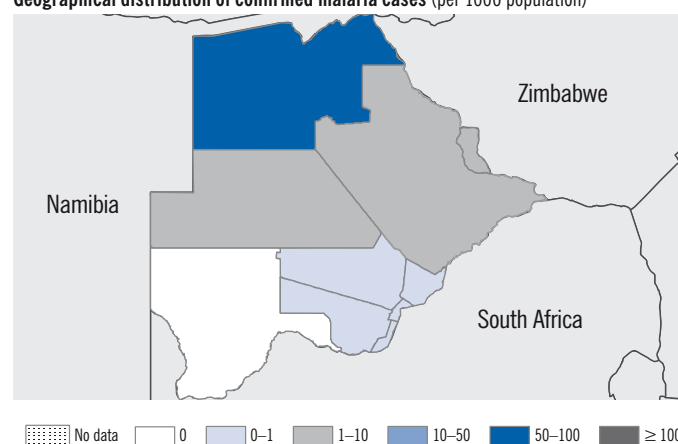 Geographical distribution of confirmed malaria cases (per 1000 population)
Zimbabwe
Namibia
South Africa
No data 0 0–1 1–10 10–50 50–100 ≥ 100